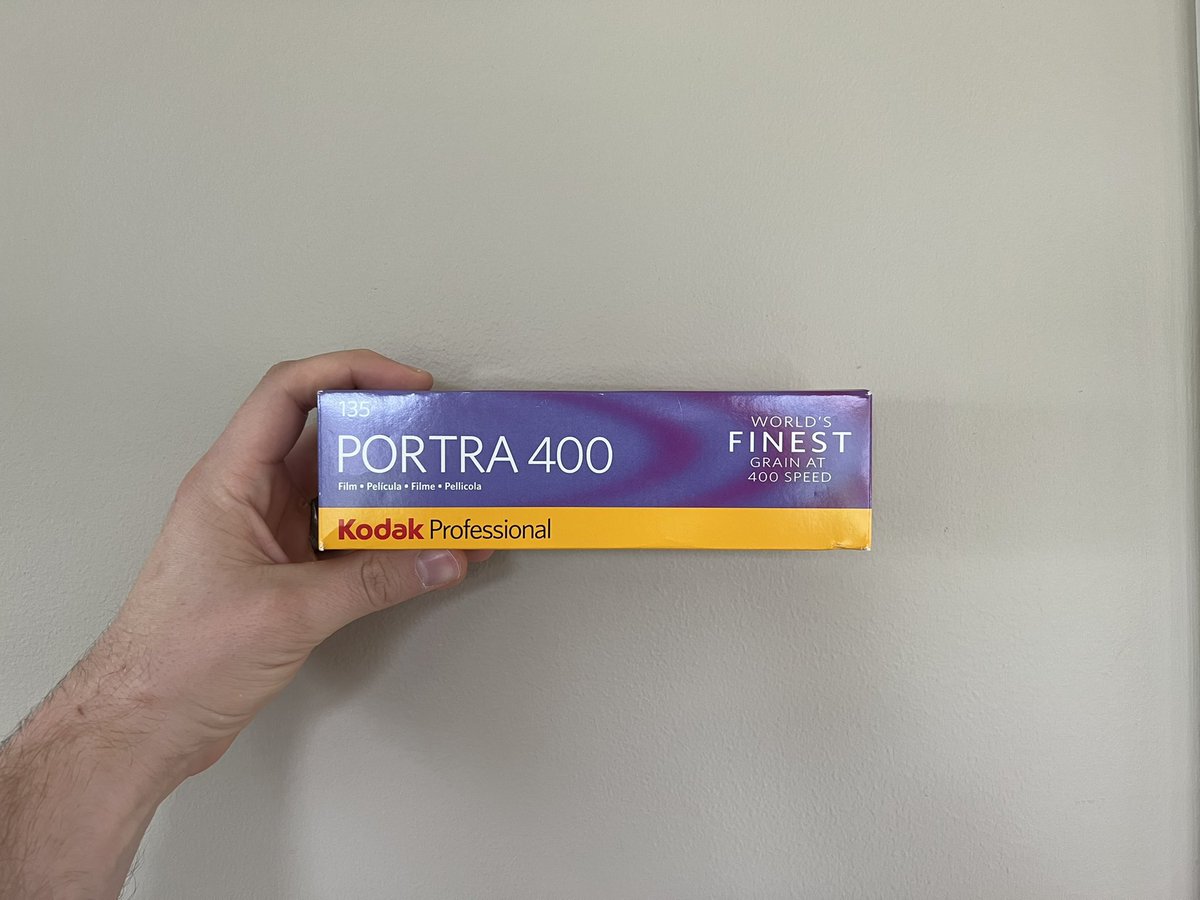 135
PORTRA 400
Film • Película • Filme • Pellicola
Kodak Professional
WORLD'S
FINEST
GRAIN AT
400 SPEED